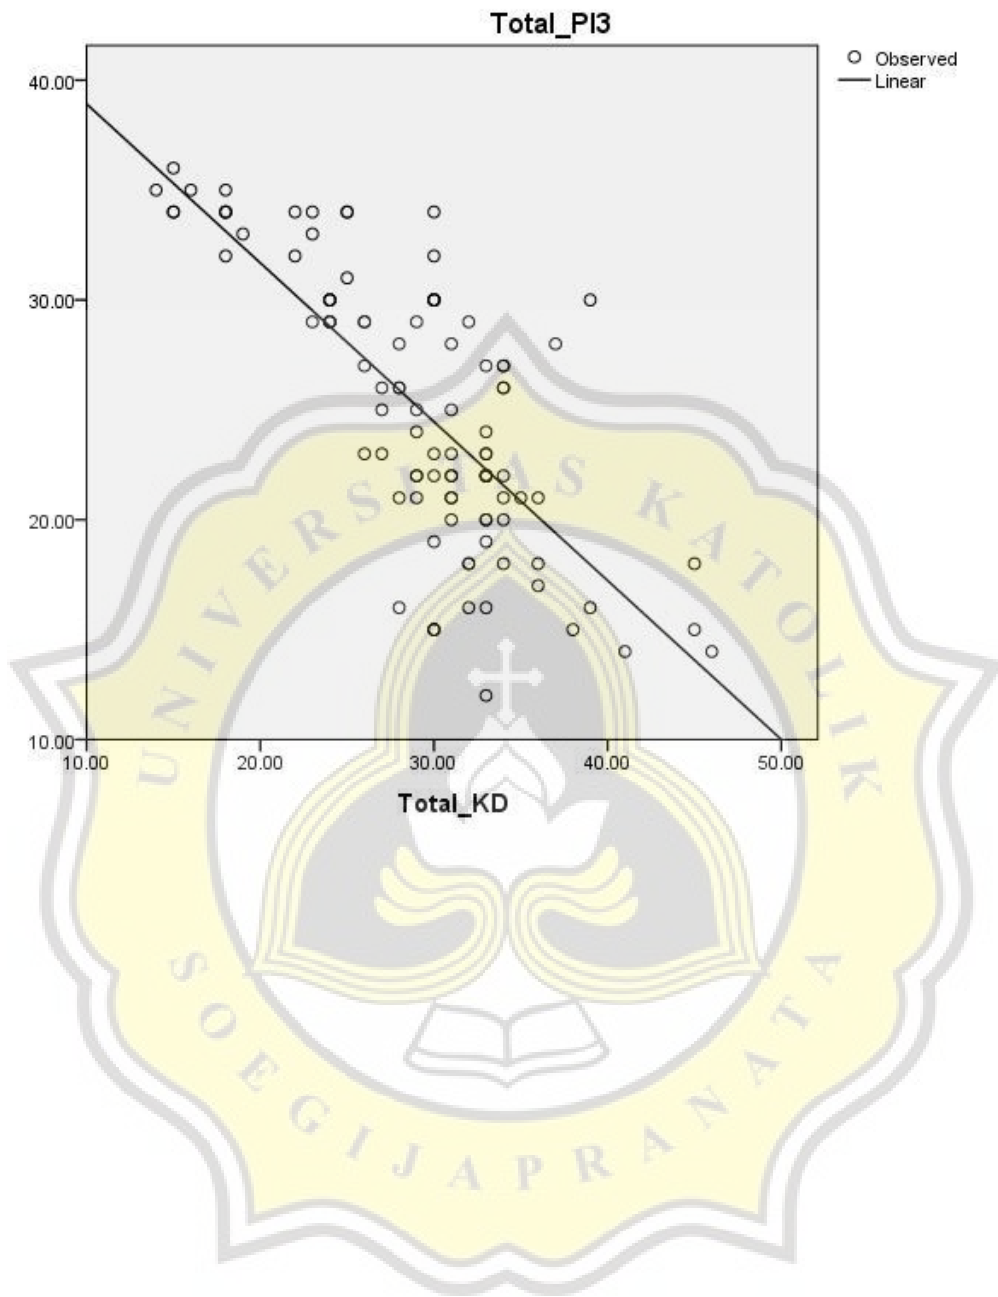 Total_PI3
Observed
Linear
40.00
30.00
20.00
10.00
10.00 20.00 30.00 40.00 50.00
Total_KD
UNIVERSITAS KATOLIK
SOEGIJAPRANATA